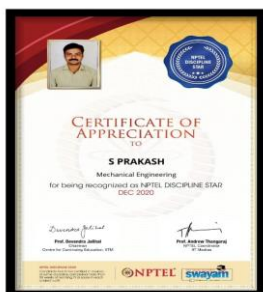 NPTEL
DISCIPLINE
STAR
CERTIFICATE OF
APPRECIATION
TO
S PRAKASH
Mechanical Engineering
for being recognized as NPTEL DISCIPLINE STAR
DEC 2020
Prof. Devendra Jalihal
Chairman
Centre for Continuing Education, IITM
Prof. Andrew Thangaraj
NPTEL Coordinator
IIT Madras
NPTEL
swayam